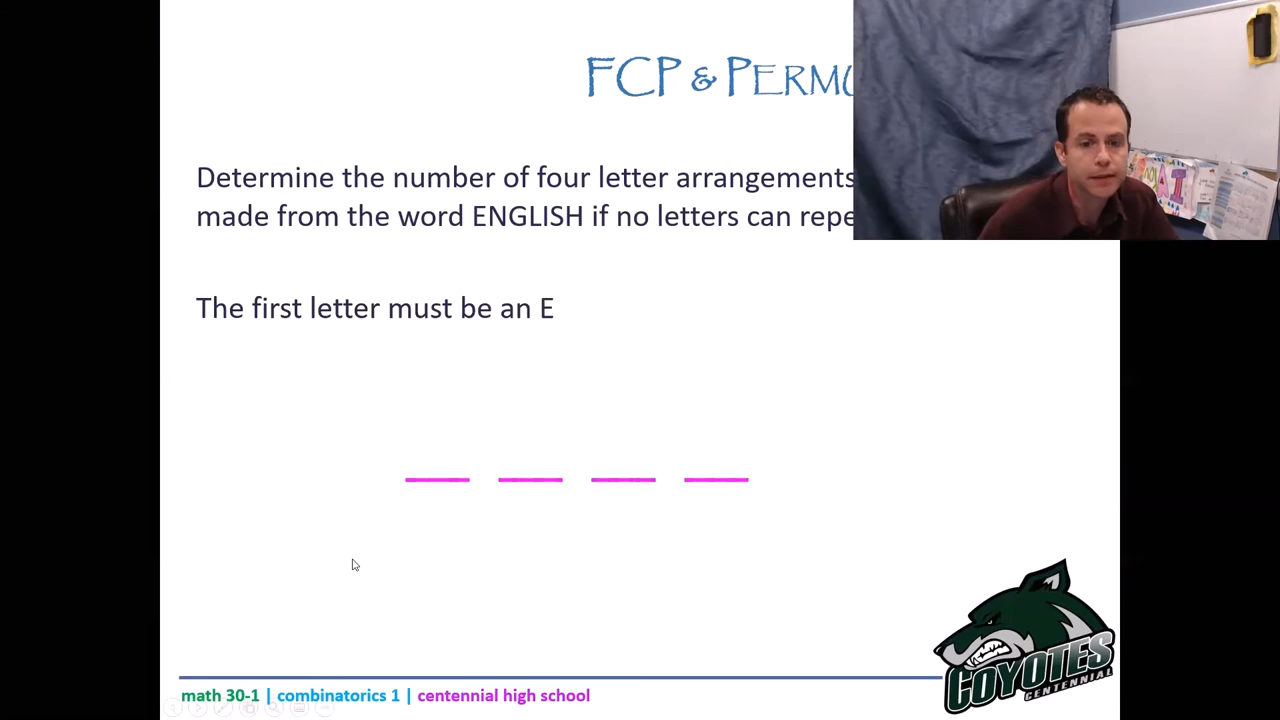 FCP & PERMU
Determine the number of four letter arrangements
made from the word ENGLISH if no letters can repe
The first letter must be an E
COYOTES
CENTENNIAL
math 30-1 | combinatorics 1 | centennial high school